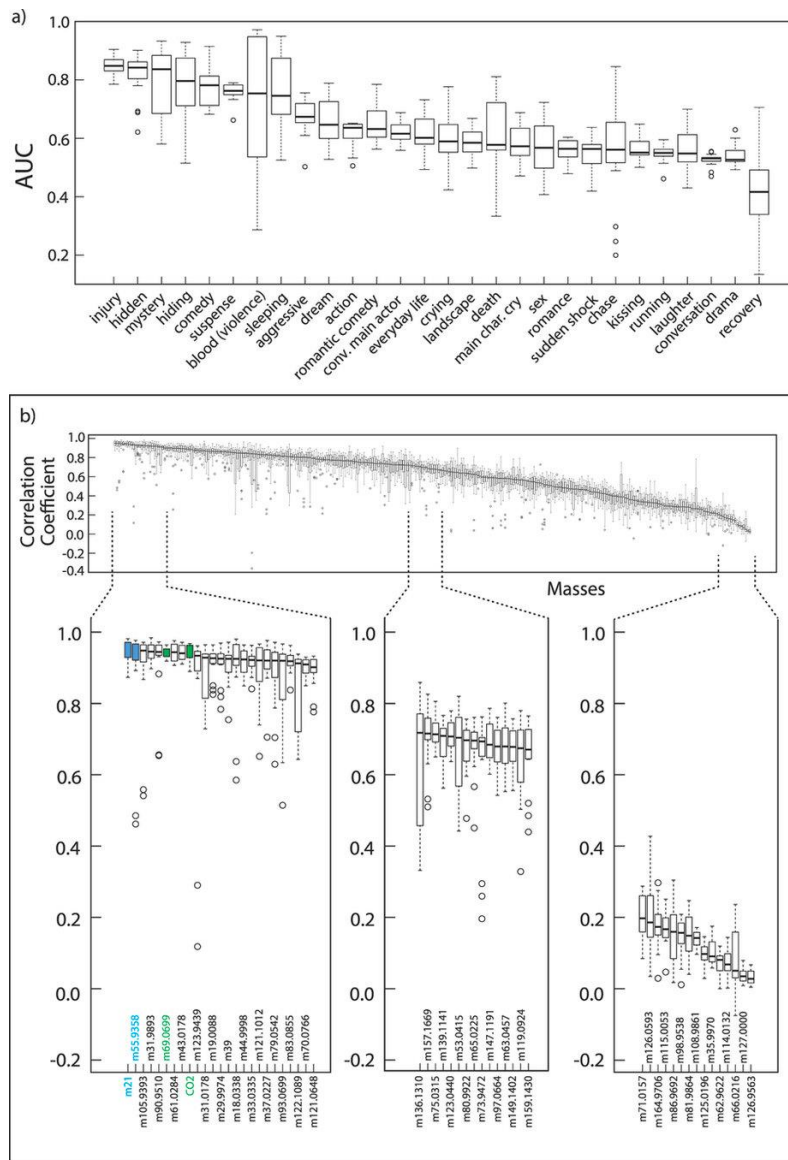 a)
AUC
1.0
0.8
0.6
0.4
0.2
injury
hidden
mystery
hiding
comedy
suspense
blood (violence)
sleeping
aggressive
dream
action
romantic comedy
conv. main actor
everyday life
crying
landscape
death
main char. cry
sex
romance
sudden shock
chase
kissing
running
laughter
conversation
drama
recovery
b)
Correlation
Coefficient
1.0
0.8
0.6
0.4
0.2
0.0
-0.2
-0.4
Masses
1.0
0.8
0.6
0.4
0.2
0.0
-0.2
m21
m55.9358
m105.9393
m31.9893
m90.9510
m69.0699
m61.0284
m43.0178
CO2
m123.9439
m31.0178
m19.0088
m29.9974
m39
m18.0338
m44.9998
m33.0335
m121.1012
m37.0227
m79.0542
m93.0699
m83.0855
m122.1089
m70.0766
m121.0648
1.0
0.8
0.6
0.4
0.2
0.0
-0.2
m136.1310
m157.1669
m75.0315
m139.1141
m123.0440
m53.0415
m80.9922
m65.0225
m73.9472
m147.1191
m97.0664
m63.0457
m149.1402
m119.0924
m159.1430
1.0
0.8
0.6
0.4
0.2
0.0
-0.2
m71.0157
m126.0593
m164.9706
m115.0053
m86.9692
m98.9538
m81.9864
m108.9861
m125.0196
m35.9970
m62.9622
m114.0132
m66.0216
m127.0000
m126.9563